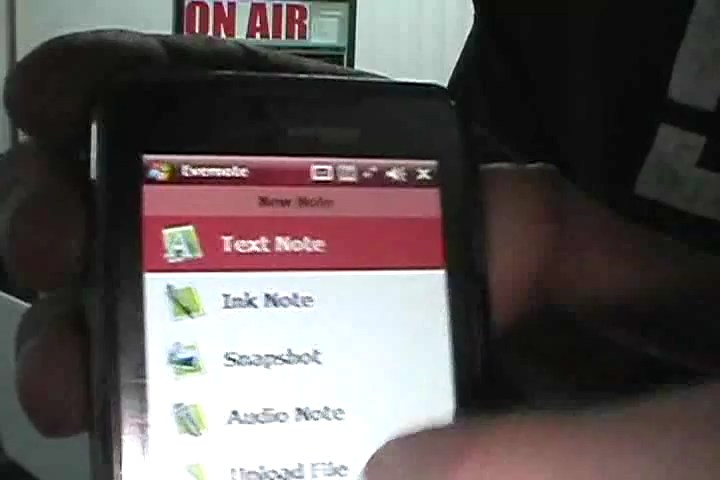 ON AIR
Evernote
New Note
Text Note
Ink Note
Snapshot
Audio Note
Upload File